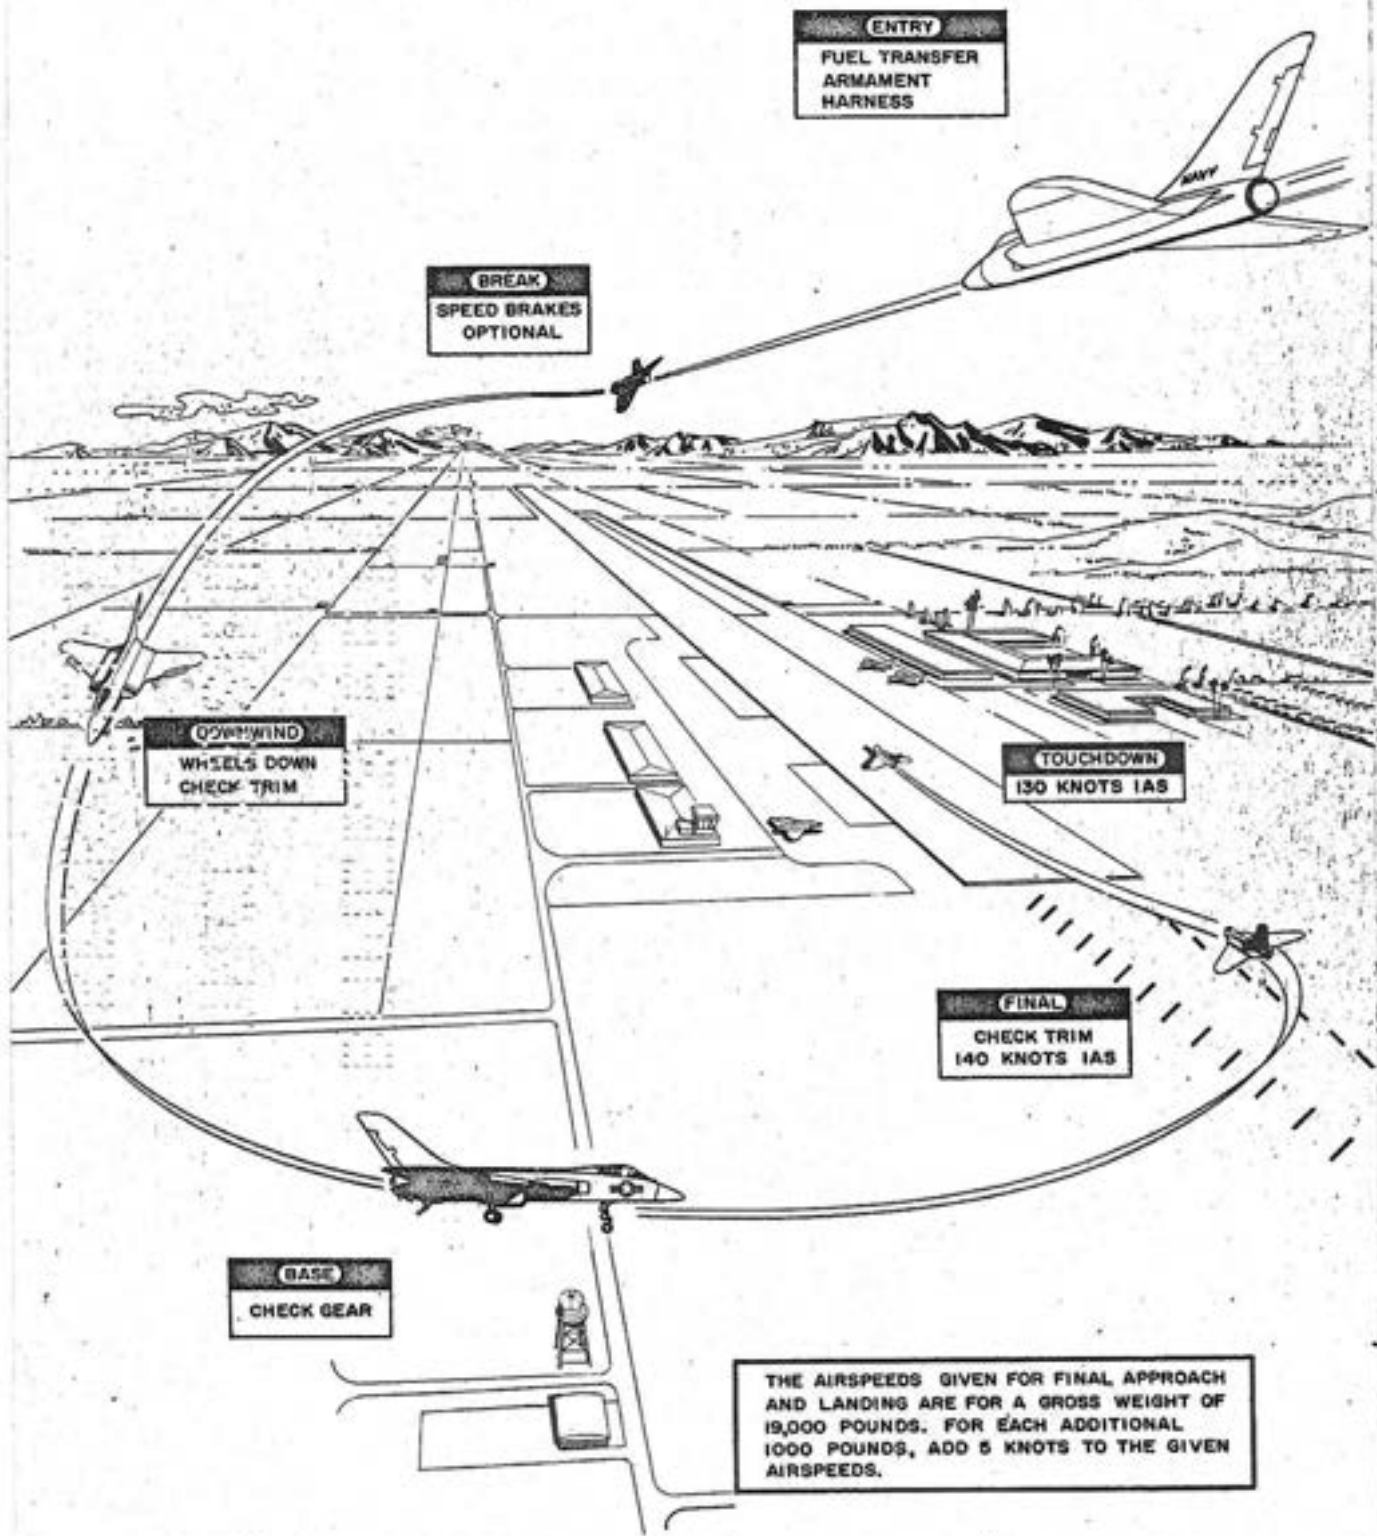 ENTRY
FUEL TRANSFER
ARMAMENT
HARNESS
NAVY
BREAK
SPEED BRAKES
OPTIONAL
DOWNWIND
WHEELS DOWN
CHECK TRIM
TOUCHDOWN
130 KNOTS IAS
FINAL
CHECK TRIM
140 KNOTS IAS
BASE
CHECK GEAR
THE AIRSPEEDS GIVEN FOR FINAL APPROACH
AND LANDING ARE FOR A GROSS WEIGHT OF
19,000 POUNDS. FOR EACH ADDITIONAL
1000 POUNDS, ADD 5 KNOTS TO THE GIVEN
AIRSPEEDS.